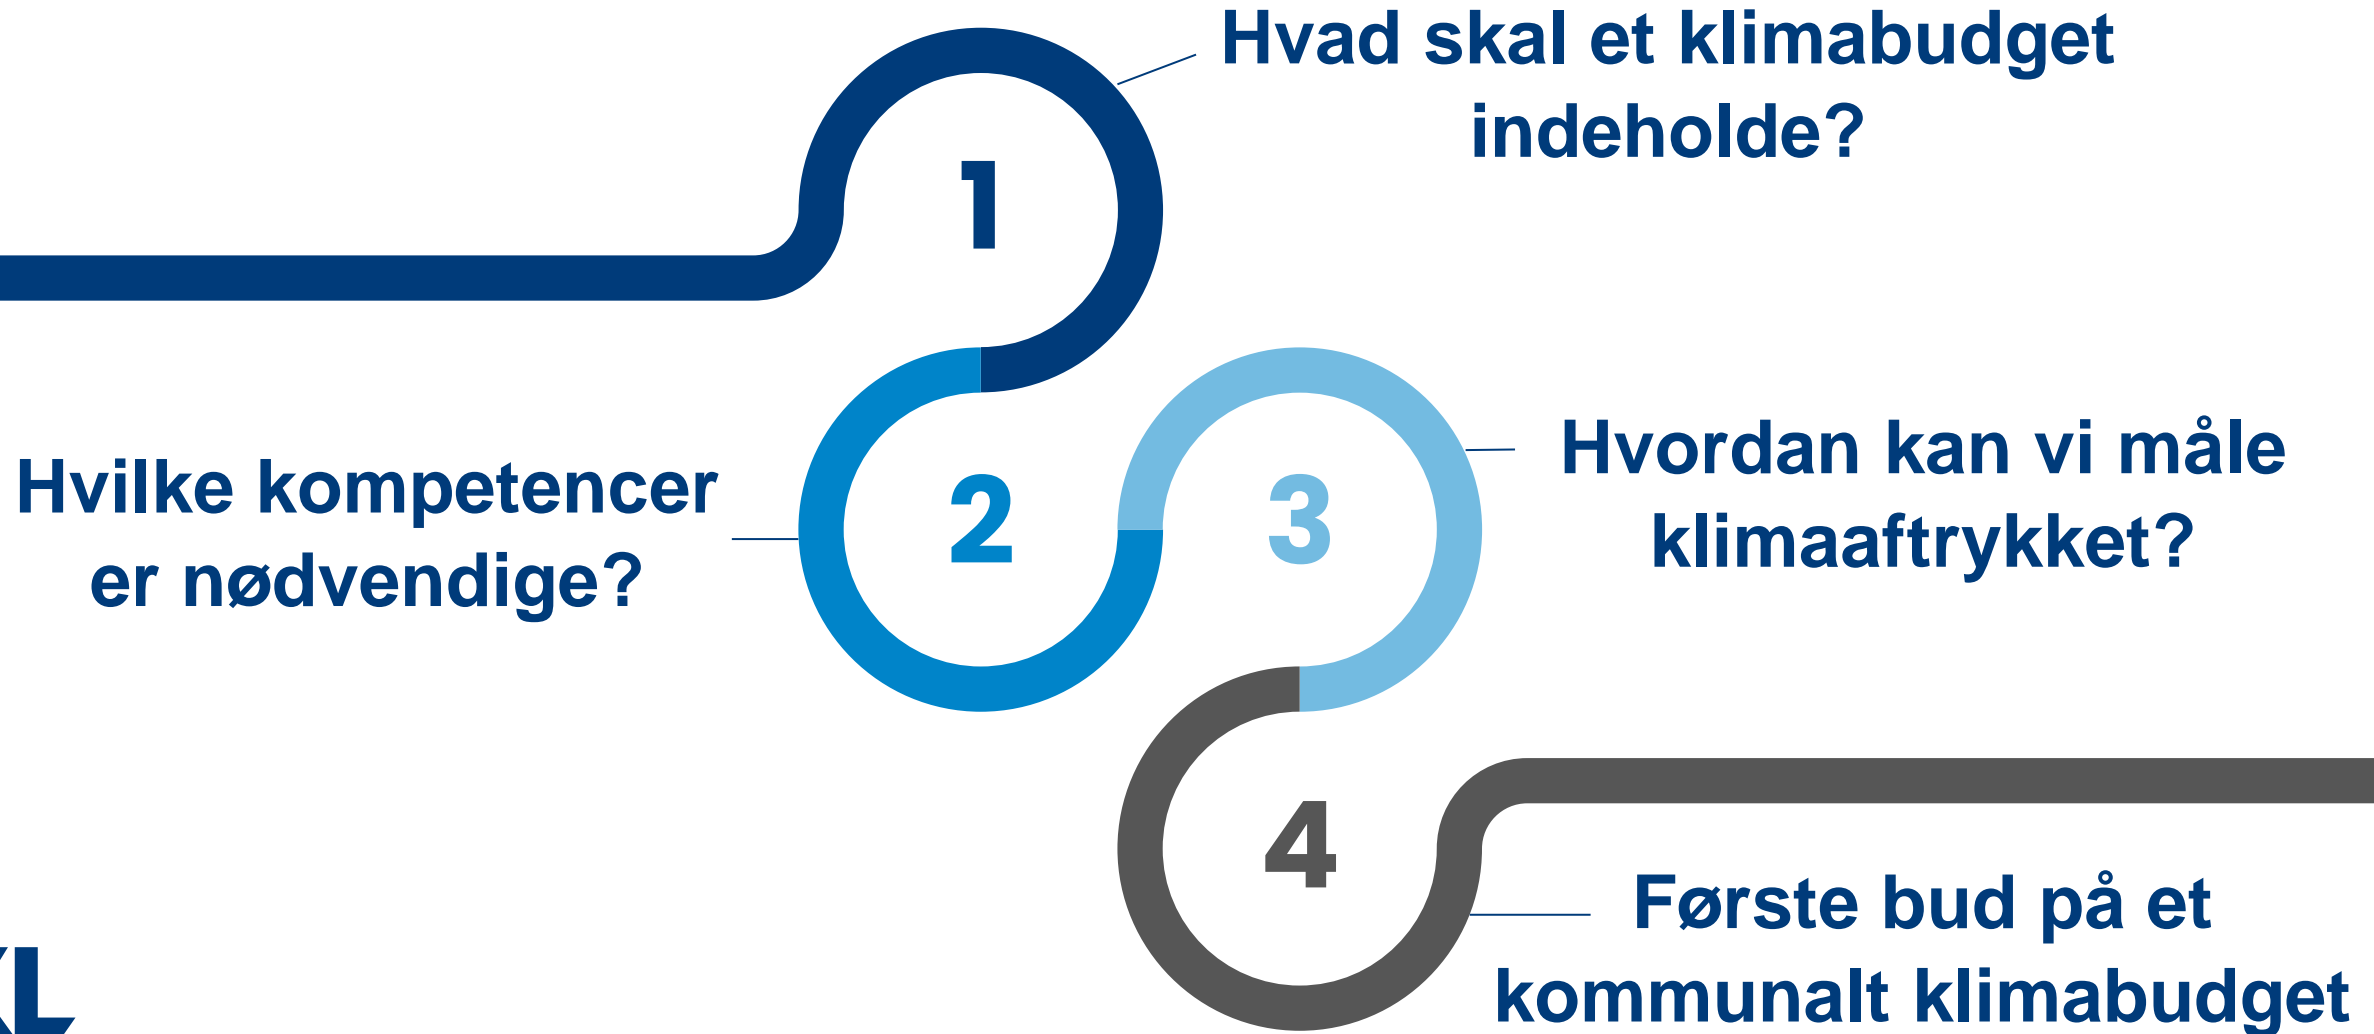 Hvad skal et klimabudget
indeholde?
1
Hvilke kompetencer
er nødvendige?
2
3
Hvordan kan vi måle
klimaaftrykket?
4
Første bud på et
kommunalt klimabudget
KL